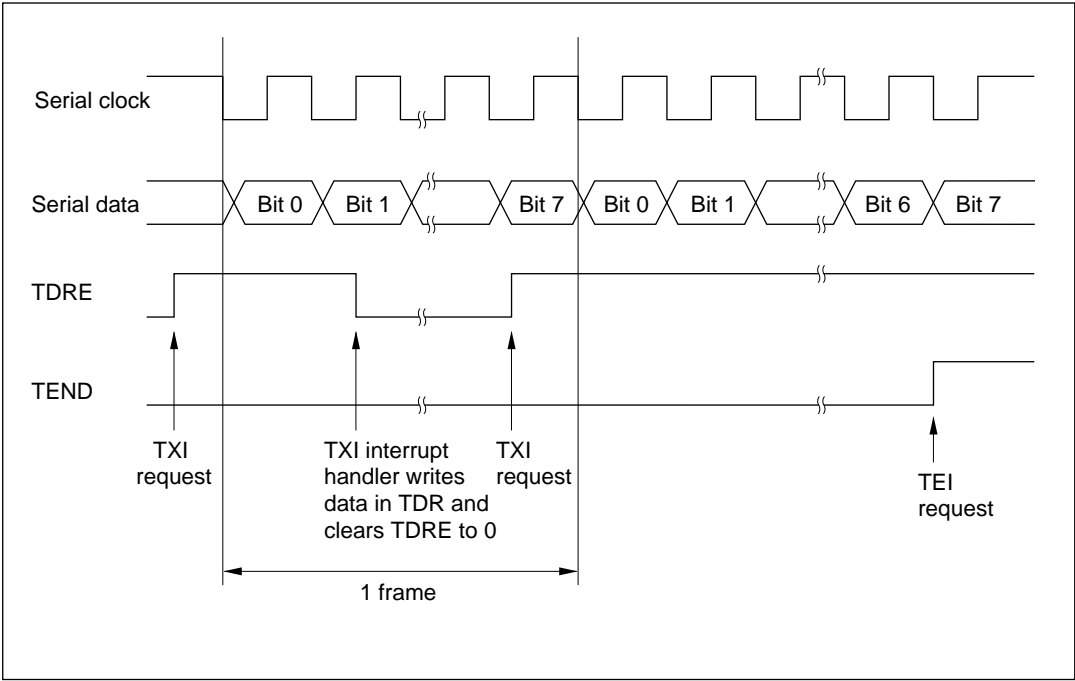 Serial clock
Serial data
Bit 0
Bit 1
Bit 7
Bit 0
Bit 1
Bit 6
Bit 7
TDRE
TEND
TXI
request
TXI interrupt
handler writes
data in TDR and
clears TDRE to 0
TXI
request
TEI
request
1 frame